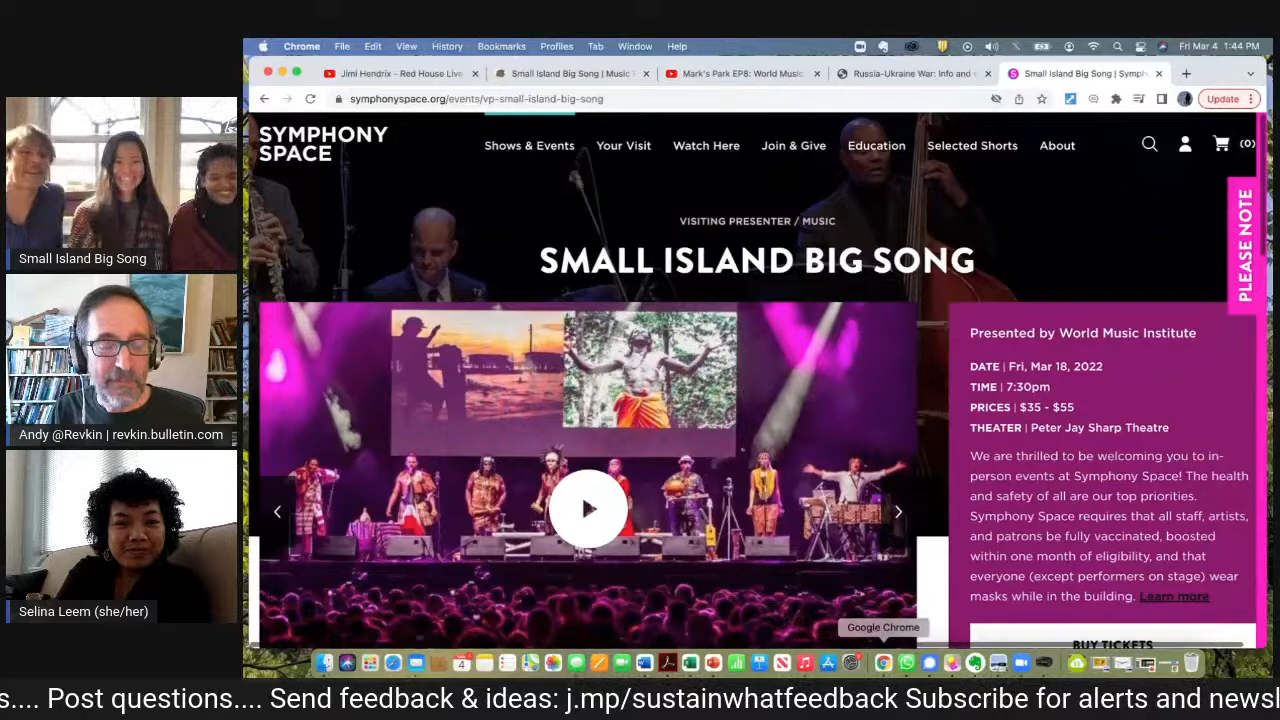 Chrome File Edit View History Bookmarks Profiles Tab Window Help
Fri Mar 4 1:44 PM
Jimi Hendrix - Red House Live
Small Island Big Song | Music
Mark's Park EP8: World Music
Russia-Ukraine War: Info and
Small Island Big Song | Symph
symphonyspace.org/events/vp-small-island-big-song
Update
SYMPHONY
SPACE
Shows & Events Your Visit Watch Here Join & Give Education Selected Shorts About
(0)
PLEASE NOTE
VISITING PRESENTER / MUSIC
SMALL ISLAND BIG SONG
Presented by World Music Institute
DATE | Fri, Mar 18, 2022
TIME | 7:30pm
PRICES | $35 - $55
THEATER | Peter Jay Sharp Theatre
We are thrilled to be welcoming you to in-
person events at Symphony Space! The health
and safety of all are our top priorities.
Symphony Space requires that all staff, artists,
and patrons be fully vaccinated, boosted
within one month of eligibility, and that
everyone (except performers on stage) wear
masks while in the building. Learn more
BUY TICKETS
Google Chrome
Small Island Big Song
Andy @Revkin | revkin.bulletin.com
Selina Leem (she/her)
s.... Post questions.... Send feedback & ideas: j.mp/sustainwhatfeedback Subscribe for alerts and newsl